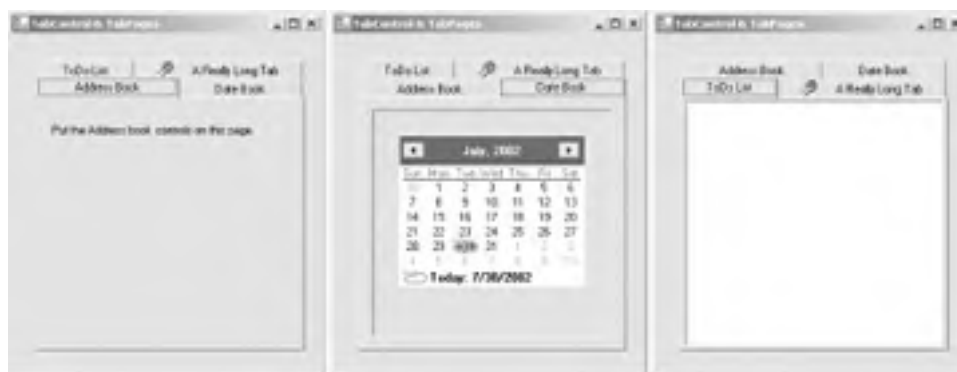 TabControl & TabPages
ToDo List
A Really Long Tab
Address Book
Date Book
Put the Address book controls on this page.
TabControl & TabPages
ToDo List
A Really Long Tab
Address Book
Date Book
July, 2002
Sun Mon Tue Wed Thu Fri Sat
30 1 2 3 4 5 6
7 8 9 10 11 12 13
14 15 16 17 18 19 20
21 22 23 24 25 26 27
28 29 30 31 1 2 3
4 5 6 7 8 9 10
Today: 7/30/2002
TabControl & TabPages
Address Book
Date Book
ToDo List
A Really Long Tab